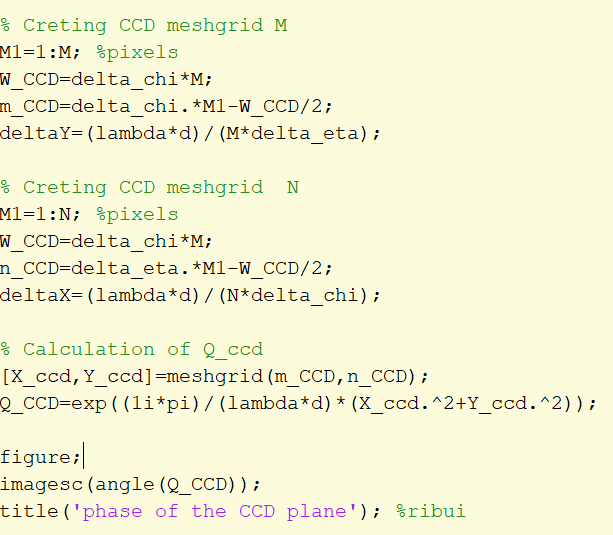 % Creting CCD meshgrid M
M1=1:M; %pixels
W_CCD=delta_chi*M;
m_CCD=delta_chi.*M1-W_CCD/2;
deltaY=(lambda*d)/(M*delta_eta);
% Creting CCD meshgrid  N
M1=1:N; %pixels
W_CCD=delta_chi*M;
n_CCD=delta_eta.*M1-W_CCD/2;
deltaX=(lambda*d)/(N*delta_chi);
% Calculation of Q_ccd
[X_ccd,Y_ccd]=meshgrid(m_CCD,n_CCD);
Q_CCD=exp((1i*pi)/(lambda*d)*(X_ccd.^2+Y_ccd.^2));
figure;
imagesc(angle(Q_CCD));
title('phase of the CCD plane'); %ribui